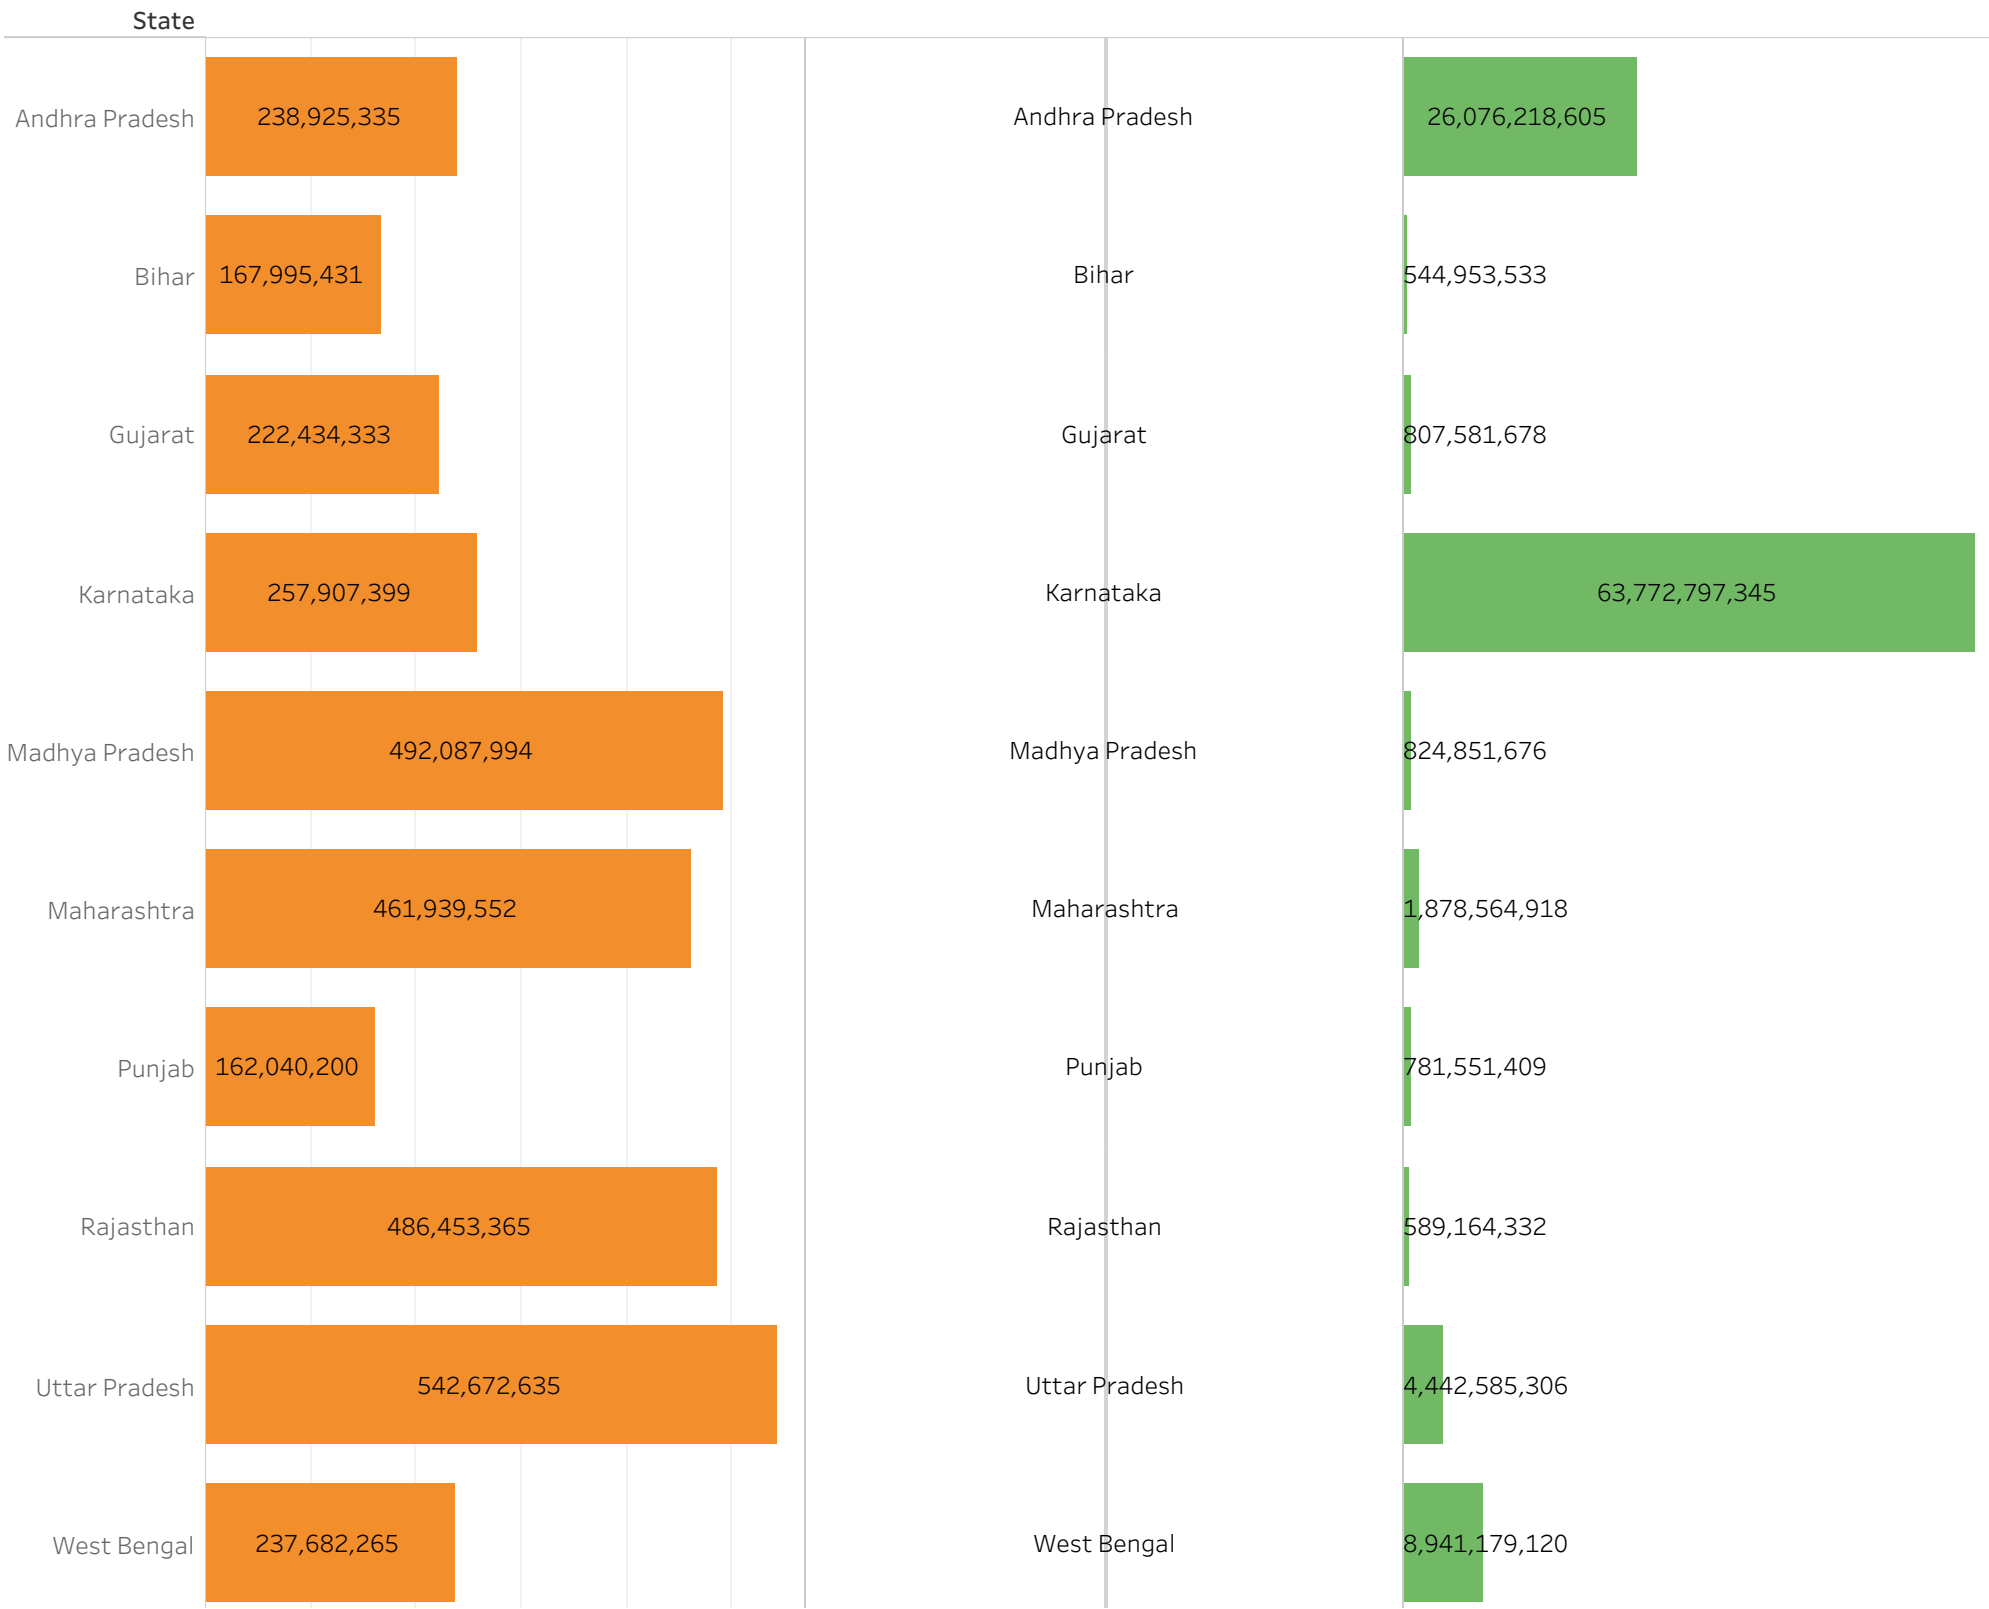 State
Andhra Pradesh 238,925,335 Andhra Pradesh 26,076,218,605
Bihar 167,995,431 Bihar 544,953,533
Gujarat 222,434,333 Gujarat 807,581,678
Karnataka 257,907,399 Karnataka 63,772,797,345
Madhya Pradesh 492,087,994 Madhya Pradesh 824,851,676
Maharashtra 461,939,552 Maharashtra 1,878,564,918
Punjab 162,040,200 Punjab 781,551,409
Rajasthan 486,453,365 Rajasthan 589,164,332
Uttar Pradesh 542,672,635 Uttar Pradesh 4,442,585,306
West Bengal 237,682,265 West Bengal 8,941,179,120